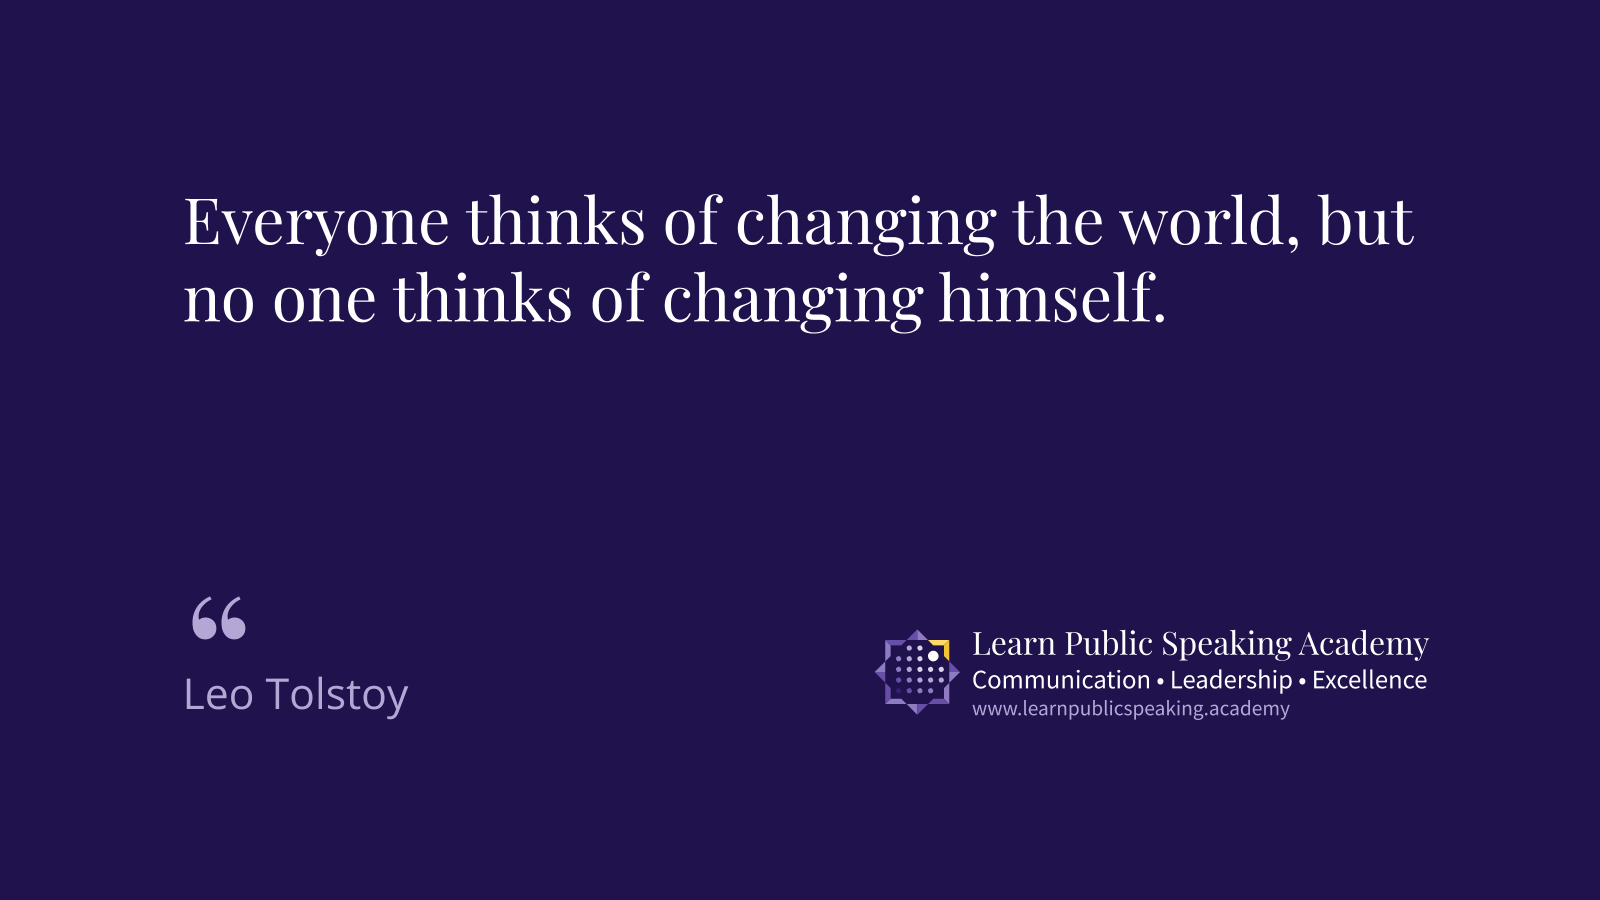 Everyone thinks of changing the world, but
no one thinks of changing himself.
“
Leo Tolstoy
Learn Public Speaking Academy
Communication • Leadership • Excellence
www.learnpublicspeaking.academy